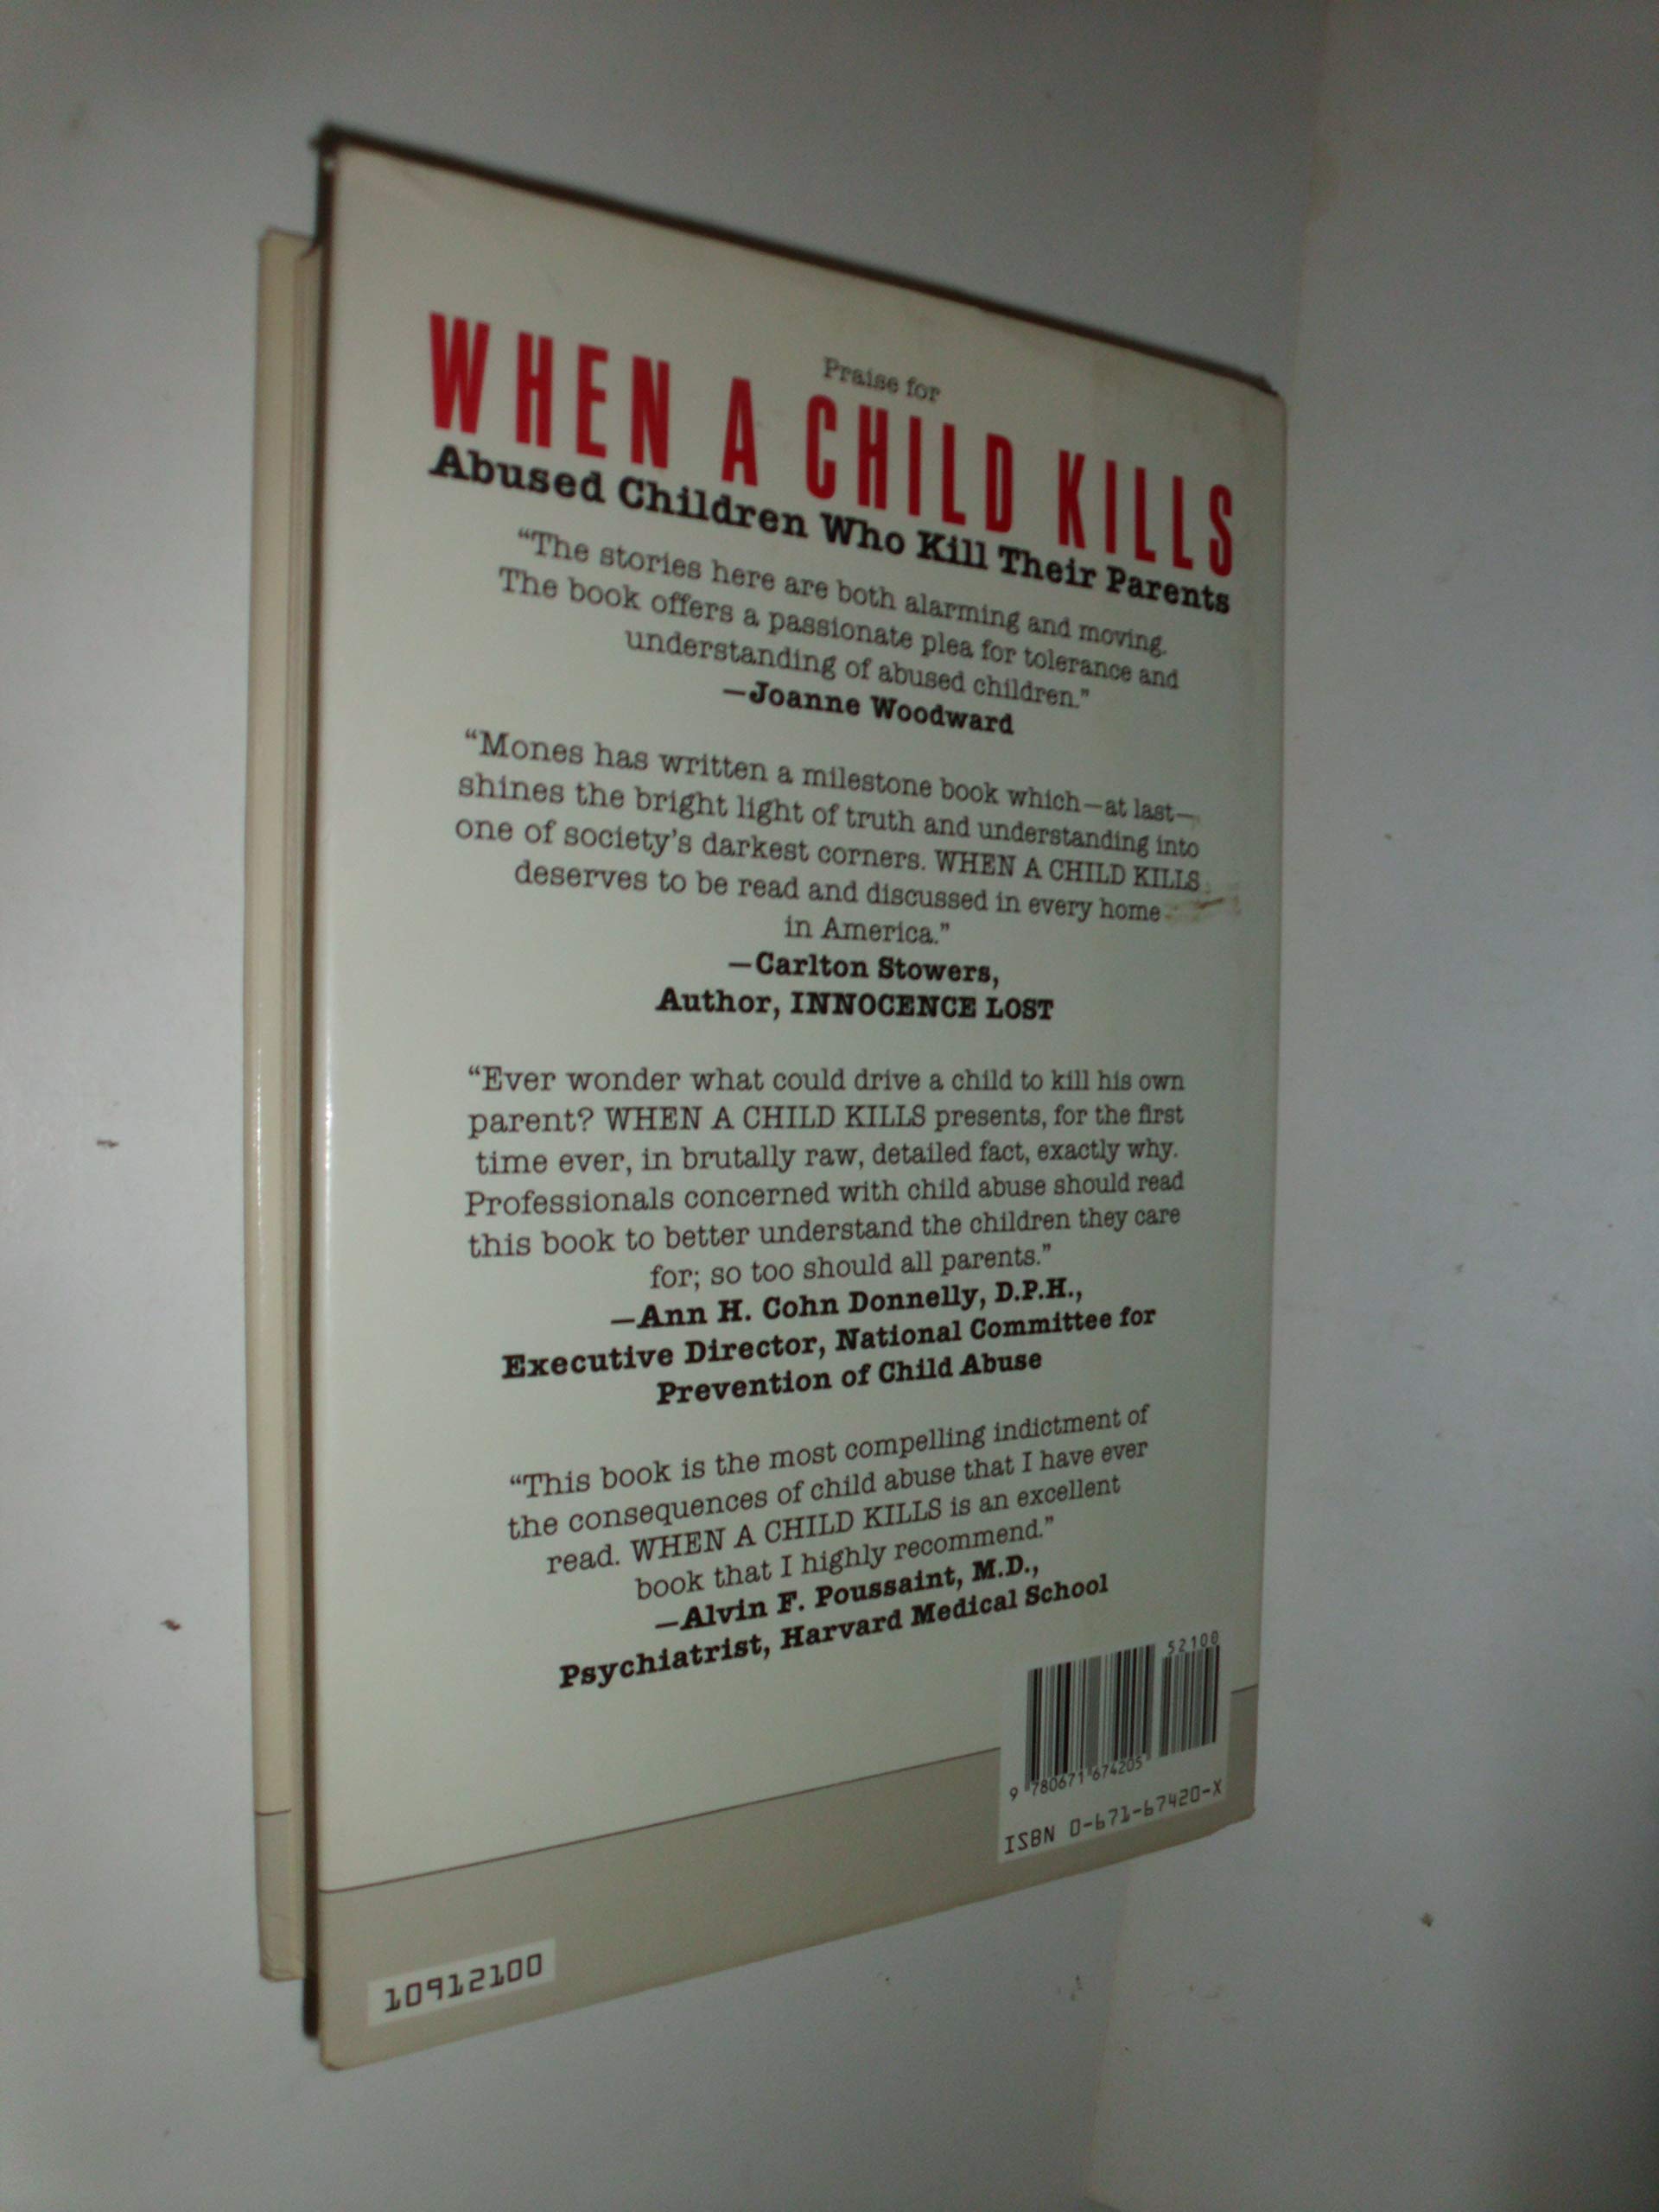 Praise for
WHEN A CHILD KILLS
Abused Children Who Kill Their Parents
“The stories here are both alarming and moving.
The book offers a passionate plea for tolerance and
understanding of abused children.”
—Joanne Woodward
“Mones has written a milestone book which—at last—
shines the bright light of truth and understanding into
one of society’s darkest corners. WHEN A CHILD KILLS
deserves to be read and discussed in every home
in America.”
—Carlton Stowers,
Author, INNOCENCE LOST
“Ever wonder what could drive a child to kill his own
parent? WHEN A CHILD KILLS presents, for the first
time ever, in brutally raw, detailed fact, exactly why.
Professionals concerned with child abuse should read
this book to better understand the children they care
for; so too should all parents.”
—Ann H. Cohn Donnelly, D.P.H.,
Executive Director, National Committee for
Prevention of Child Abuse
“This book is the most compelling indictment of
the consequences of child abuse that I have ever
read. WHEN A CHILD KILLS is an excellent
book that I highly recommend.”
—Alvin F. Poussaint, M.D.,
Psychiatrist, Harvard Medical School
52100
9 780671 674205
ISBN 0-671-67420-X
10912100